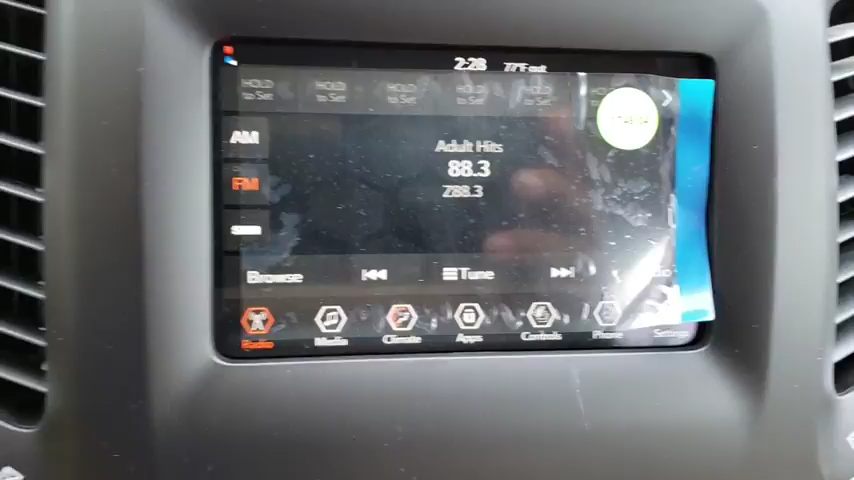 2:28 77°F out
HOLD to Set HOLD to Set HOLD to Set HOLD to Set HOLD to Set
AM
Adult Hits
FM
88.3
Z88.3
Browse Tune
Radio Media Climate Apps Controls Phone Settings